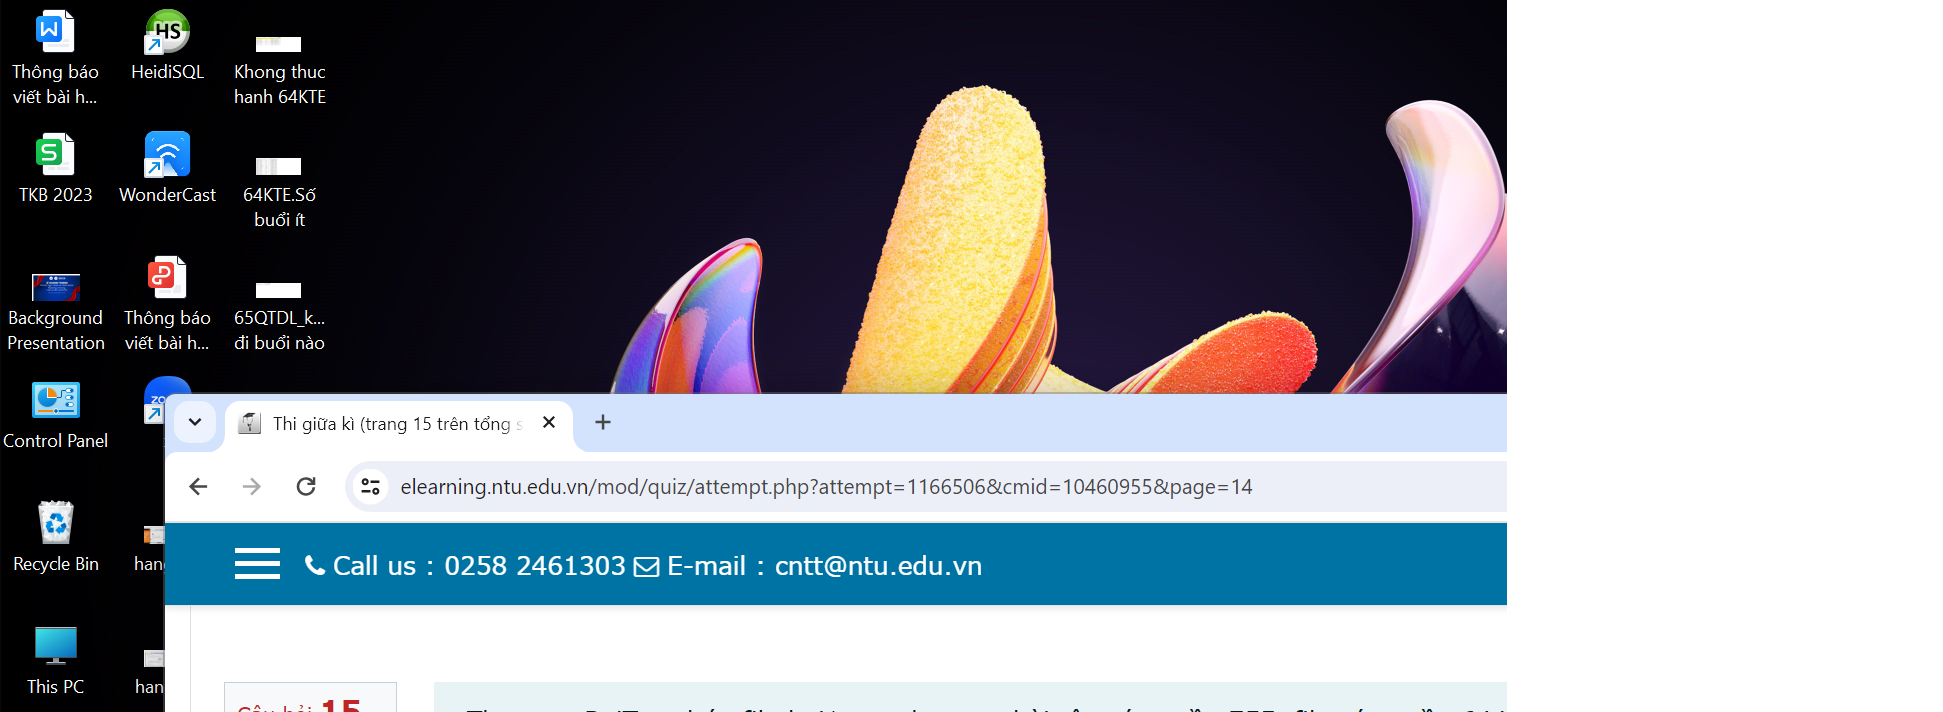 Thông báo
viết bài h...
HeidiSQL
Khong thuc
hanh 64KTE
TKB 2023
WonderCast
64KTE.Số
buổi ít
Background
Presentation
Thông báo
viết bài h...
65QTDL_k...
đi buổi nào
Control Panel
Recycle Bin
This PC
Thi giữa kì (trang 15 trên tổng s
elearning.ntu.edu.vn/mod/quiz/attempt.php?attempt=1166506&cmid=10460955&page=14
Call us : 0258 2461303 E-mail : cntt@ntu.edu.vn
Câu hỏi 15